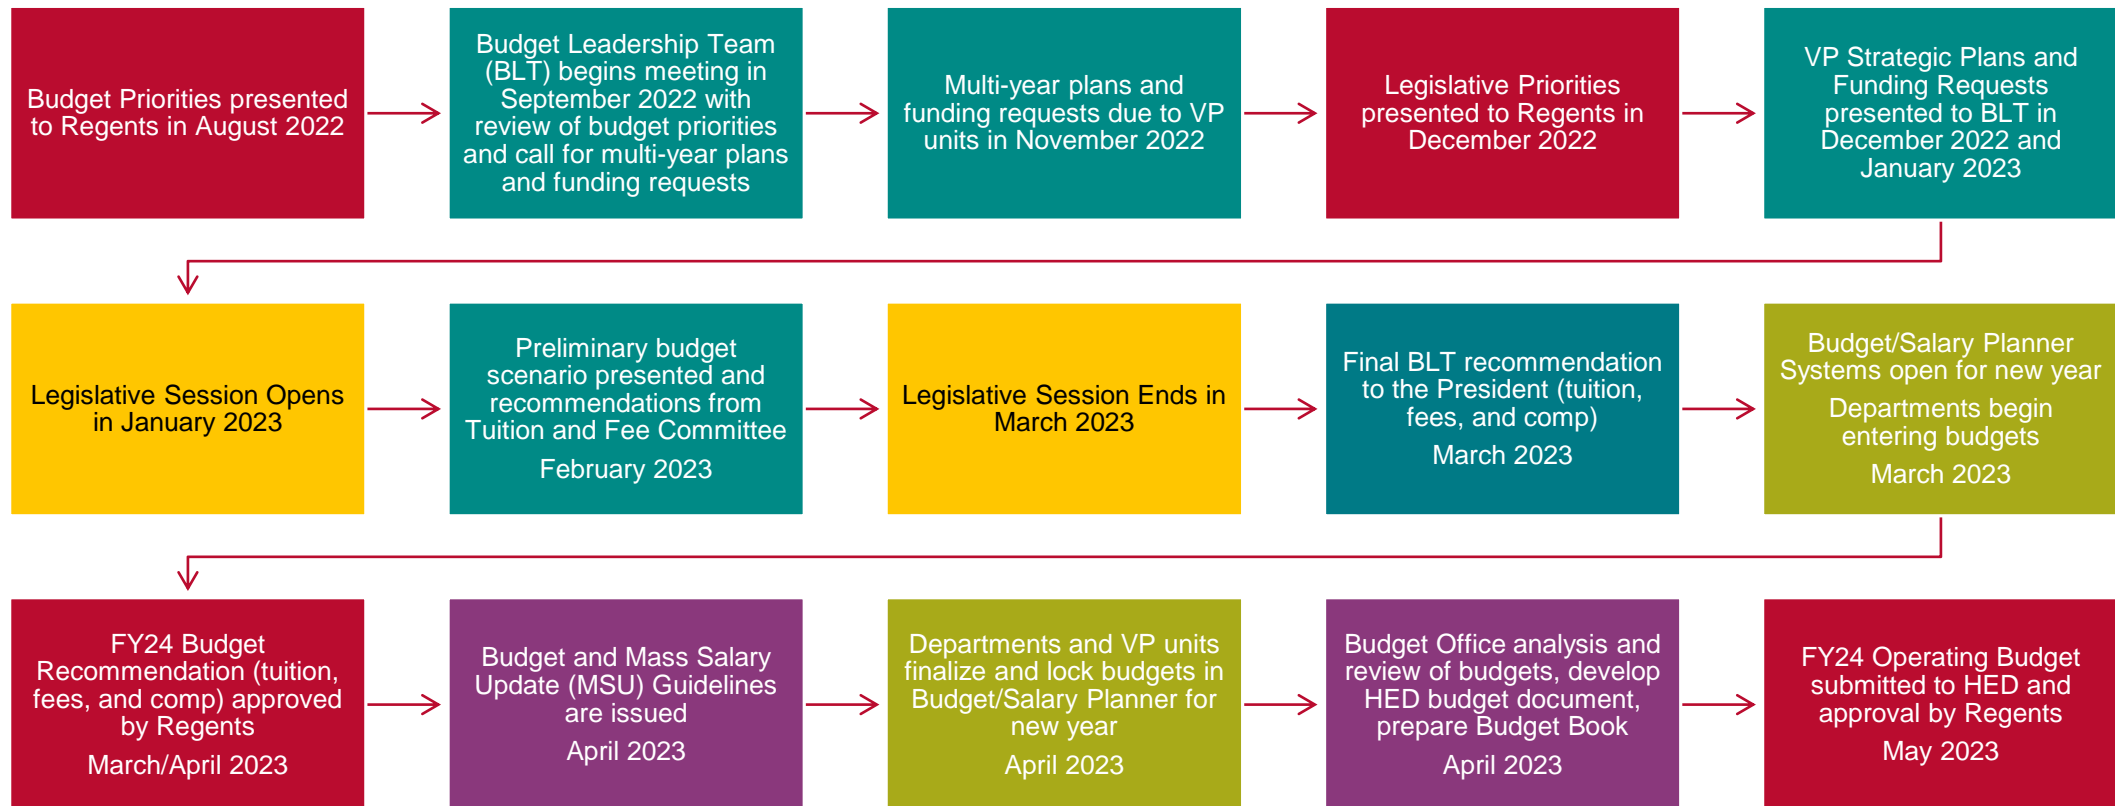 Budget Priorities presented
to Regents in August 2022
Budget Leadership Team
(BLT) begins meeting in
September 2022 with
review of budget priorities
and call for multi-year plans
and funding requests
Multi-year plans and
funding requests due to VP
units in November 2022
Legislative Priorities
presented to Regents in
December 2022
VP Strategic Plans and
Funding Requests
presented to BLT in
December 2022 and
January 2023
Legislative Session Opens
in January 2023
Preliminary budget
scenario presented and
recommendations from
Tuition and Fee Committee
February 2023
Legislative Session Ends in
March 2023
Final BLT recommendation
to the President (tuition,
fees, and comp)
March 2023
Budget/Salary Planner
Systems open for new year
Departments begin
entering budgets
March 2023
FY24 Budget
Recommendation (tuition,
fees, and comp) approved
by Regents
March/April 2023
Budget and Mass Salary
Update (MSU) Guidelines
are issued
April 2023
Departments and VP units
finalize and lock budgets in
Budget/Salary Planner for
new year
April 2023
Budget Office analysis and
review of budgets, develop
HED budget document,
prepare Budget Book
April 2023
FY24 Operating Budget
submitted to HED and
approval by Regents
May 2023